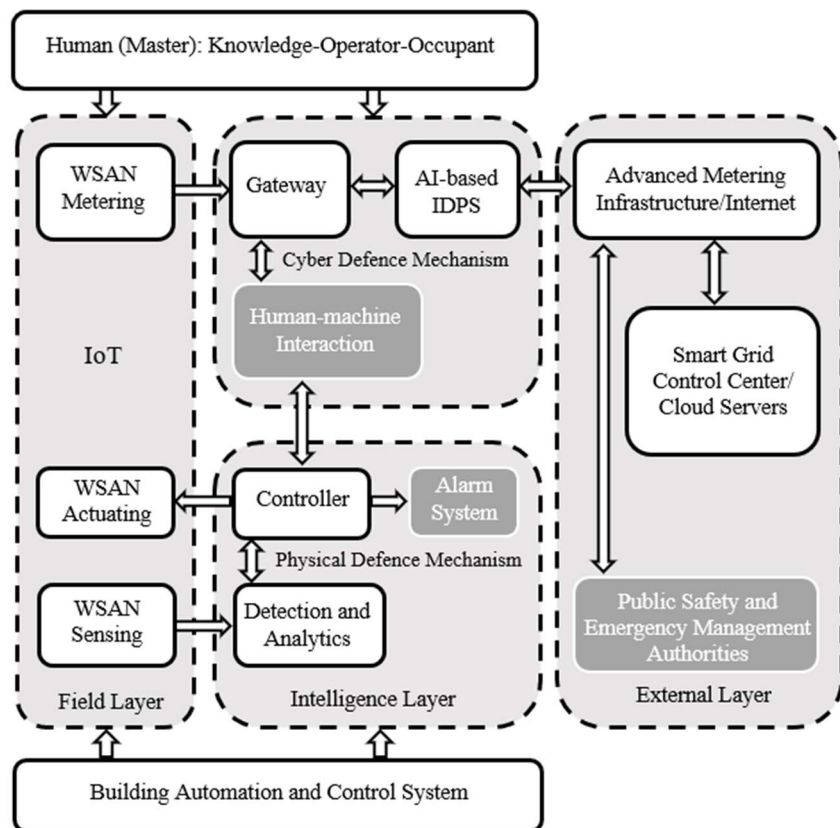 Human (Master): Knowledge-Operator-Occupant
WSAN
Metering
IoT
WSAN
Actuating
WSAN
Sensing
Field Layer
Gateway
AI-based
IDPS
Cyber Defence Mechanism
Human-machine
Interaction
Controller
Alarm
System
Physical Defence Mechanism
Detection and
Analytics
Intelligence Layer
Advanced Metering
Infrastructure/Internet
Smart Grid
Control Center/
Cloud Servers
Public Safety and
Emergency Management
Authorities
External Layer
Building Automation and Control System